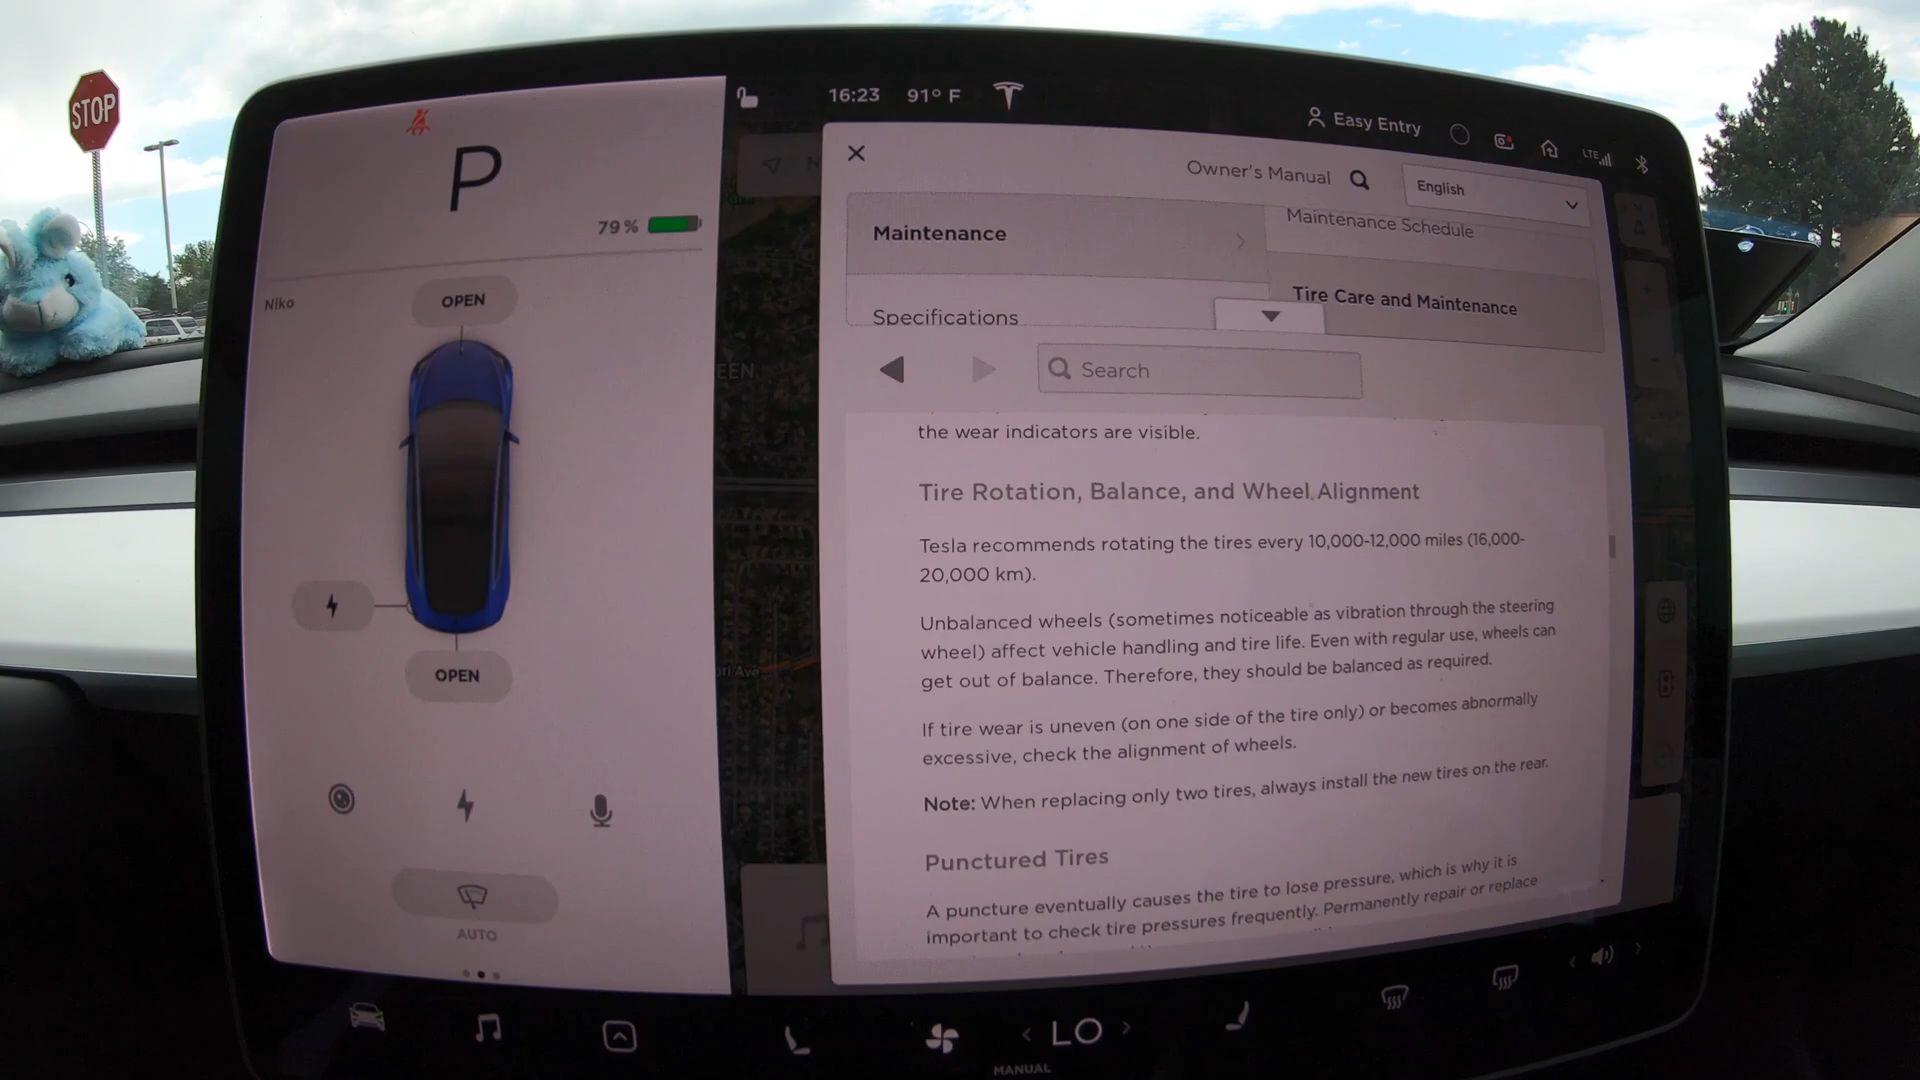 STOP
P
79 %
Niko
OPEN
OPEN
AUTO
16:23 91° F
Easy Entry
LTE
Owner's Manual
English
Maintenance
Maintenance Schedule
Specifications
Tire Care and Maintenance
Search
the wear indicators are visible.
Tire Rotation, Balance, and Wheel Alignment
Tesla recommends rotating the tires every 10,000-12,000 miles (16,000-
20,000 km).
Unbalanced wheels (sometimes noticeable as vibration through the steering
wheel) affect vehicle handling and tire life. Even with regular use, wheels can
get out of balance. Therefore, they should be balanced as required.
If tire wear is uneven (on one side of the tire only) or becomes abnormally
excessive, check the alignment of wheels.
Note: When replacing only two tires, always install the new tires on the rear.
Punctured Tires
A puncture eventually causes the tire to lose pressure, which is why it is
important to check tire pressures frequently. Permanently repair or replace
EEN
Ave
LO
MANUAL